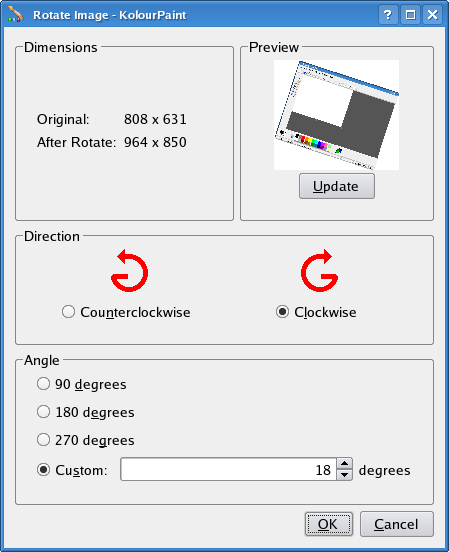 Rotate Image - KolourPaint
Dimensions
Original: 808 x 631
After Rotate: 964 x 850
Preview
Update
Direction
Counterclockwise
Clockwise
Angle
90 degrees
180 degrees
270 degrees
Custom: 18 degrees
OK
Cancel